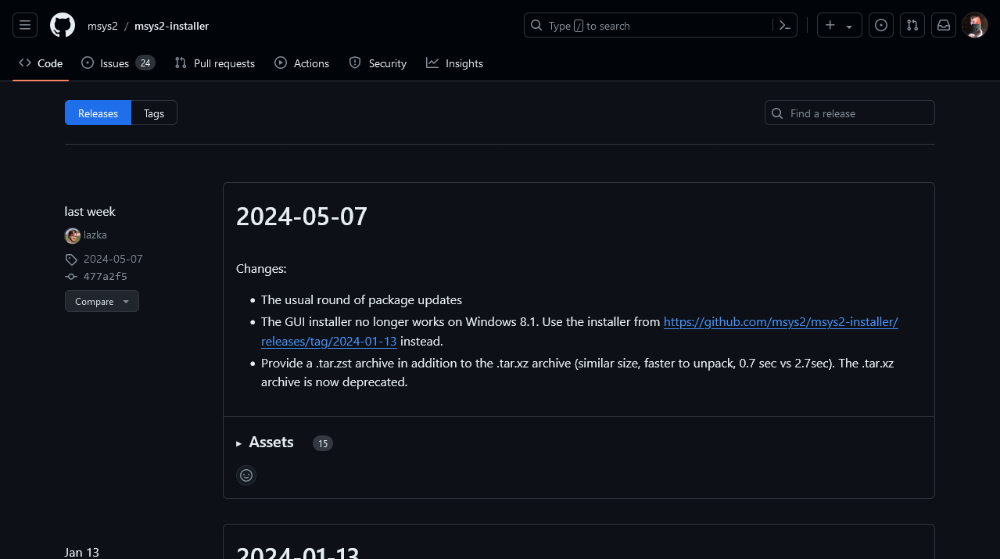 msys2 / msys2-installer
Type / to search
Code
Issues 24
Pull requests
Actions
Security
Insights
Releases
Tags
Find a release
last week
lazka
2024-05-07
477a2f5
Compare
2024-05-07
Changes:
• The usual round of package updates
• The GUI installer no longer works on Windows 8.1. Use the installer from https://github.com/msys2/msys2-installer/
releases/tag/2024-01-13 instead.
• Provide a .tar.zst archive in addition to the .tar.xz archive (similar size, faster to unpack, 0.7 sec vs 2.7sec). The .tar.xz
archive is now deprecated.
Assets 15
Jan 13
2024-01-13